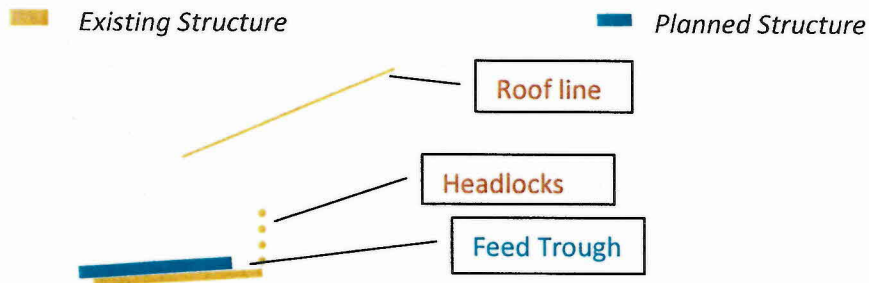 Existing Structure
Planned Structure
Roof line
Headlocks
Feed Trough